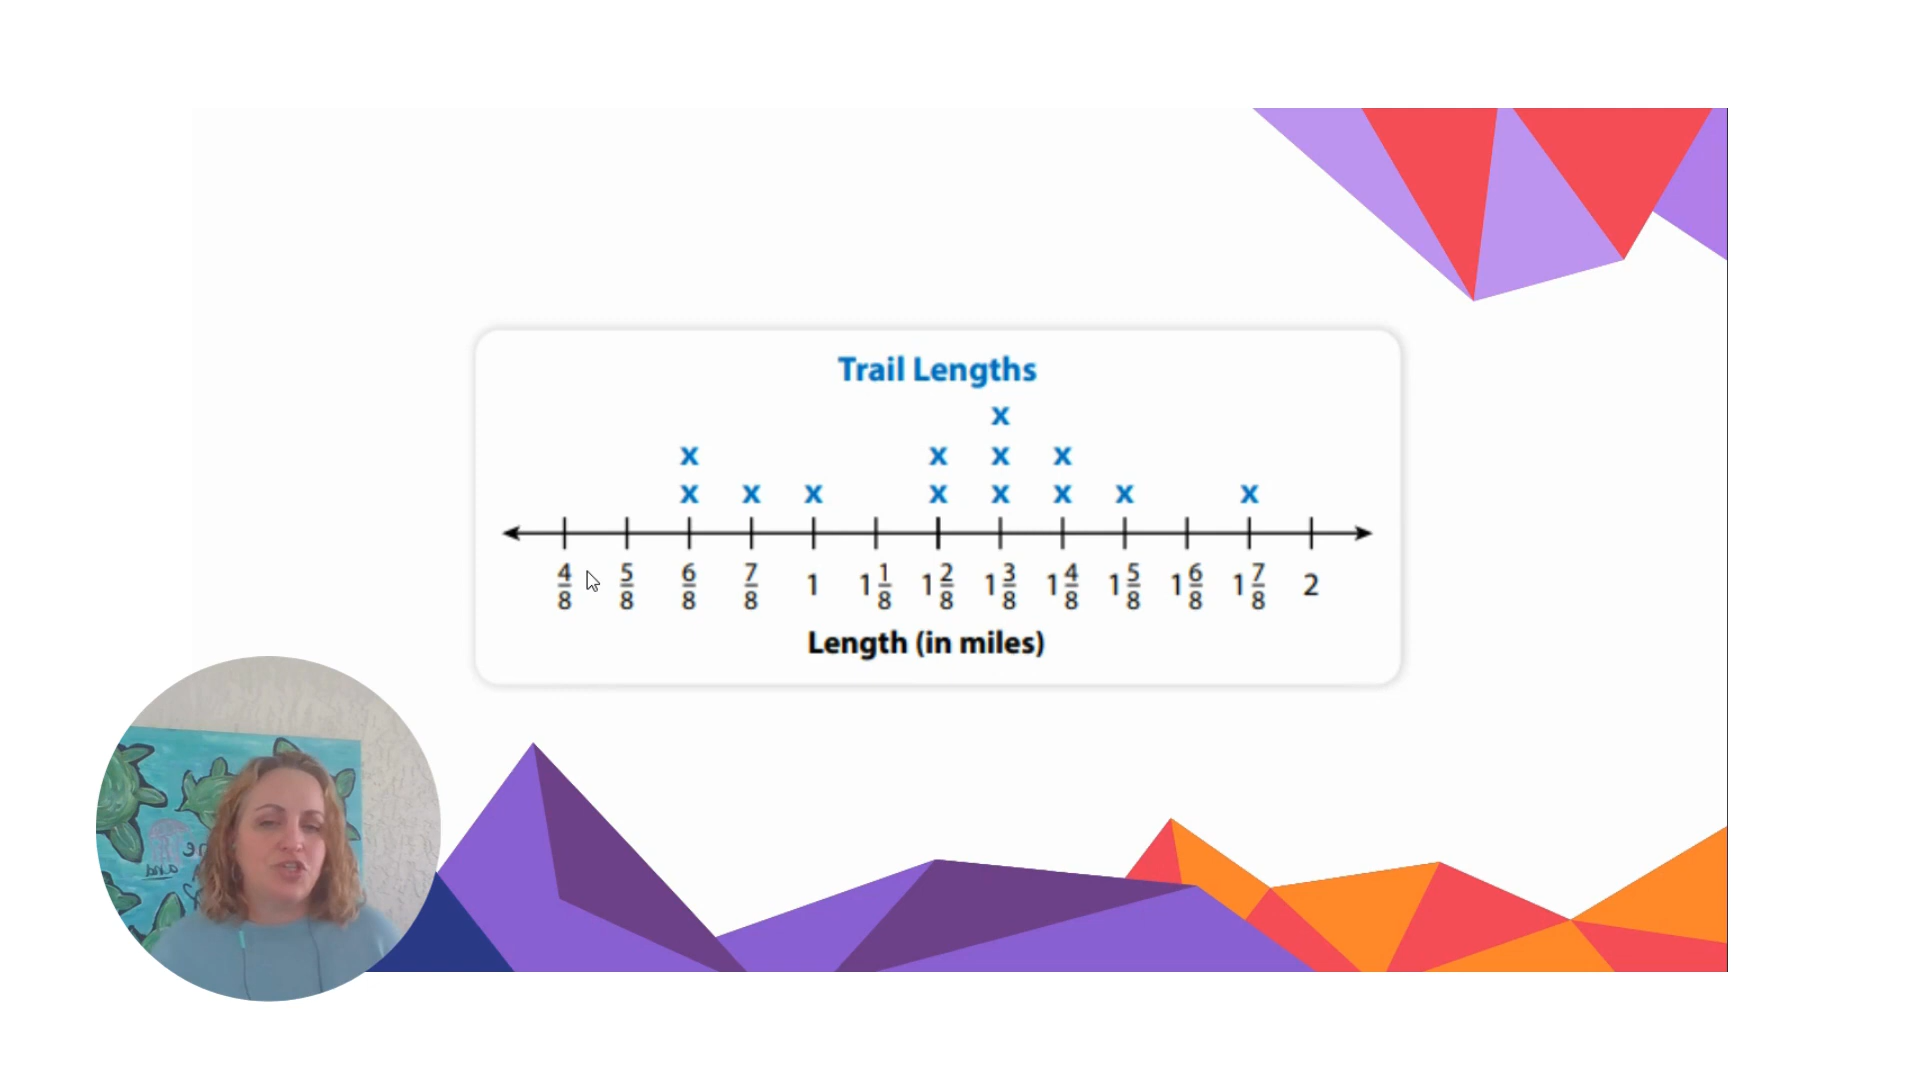 Trail Lengths
x
x x x x
x x x x x x x x
4/8 5/8 6/8 7/8 1 1 1/8 1 2/8 1 3/8 1 4/8 1 5/8 1 6/8 1 7/8 2
Length (in miles)
and